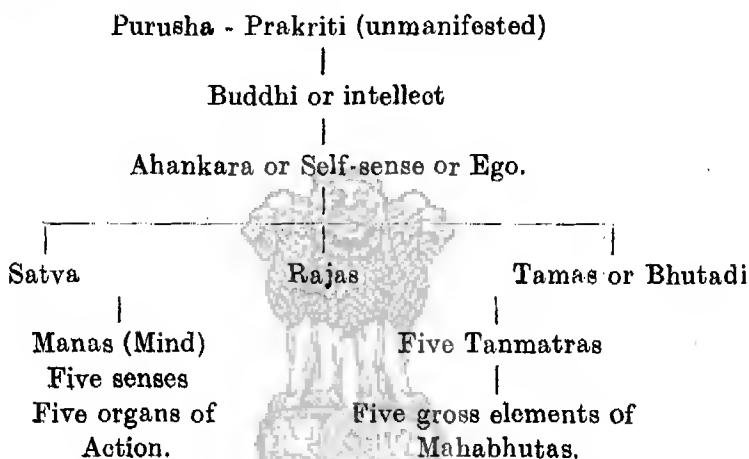 Purusha - Prakriti (unmanifested)
Buddhi or intellect
Ahankara or Self-sense or Ego.
Satva Rajas Tamas or Bhutadi
Manas (Mind) Five Tanmatras
Five senses
Five organs of Five gross elements of
Action. Mahabhutas.